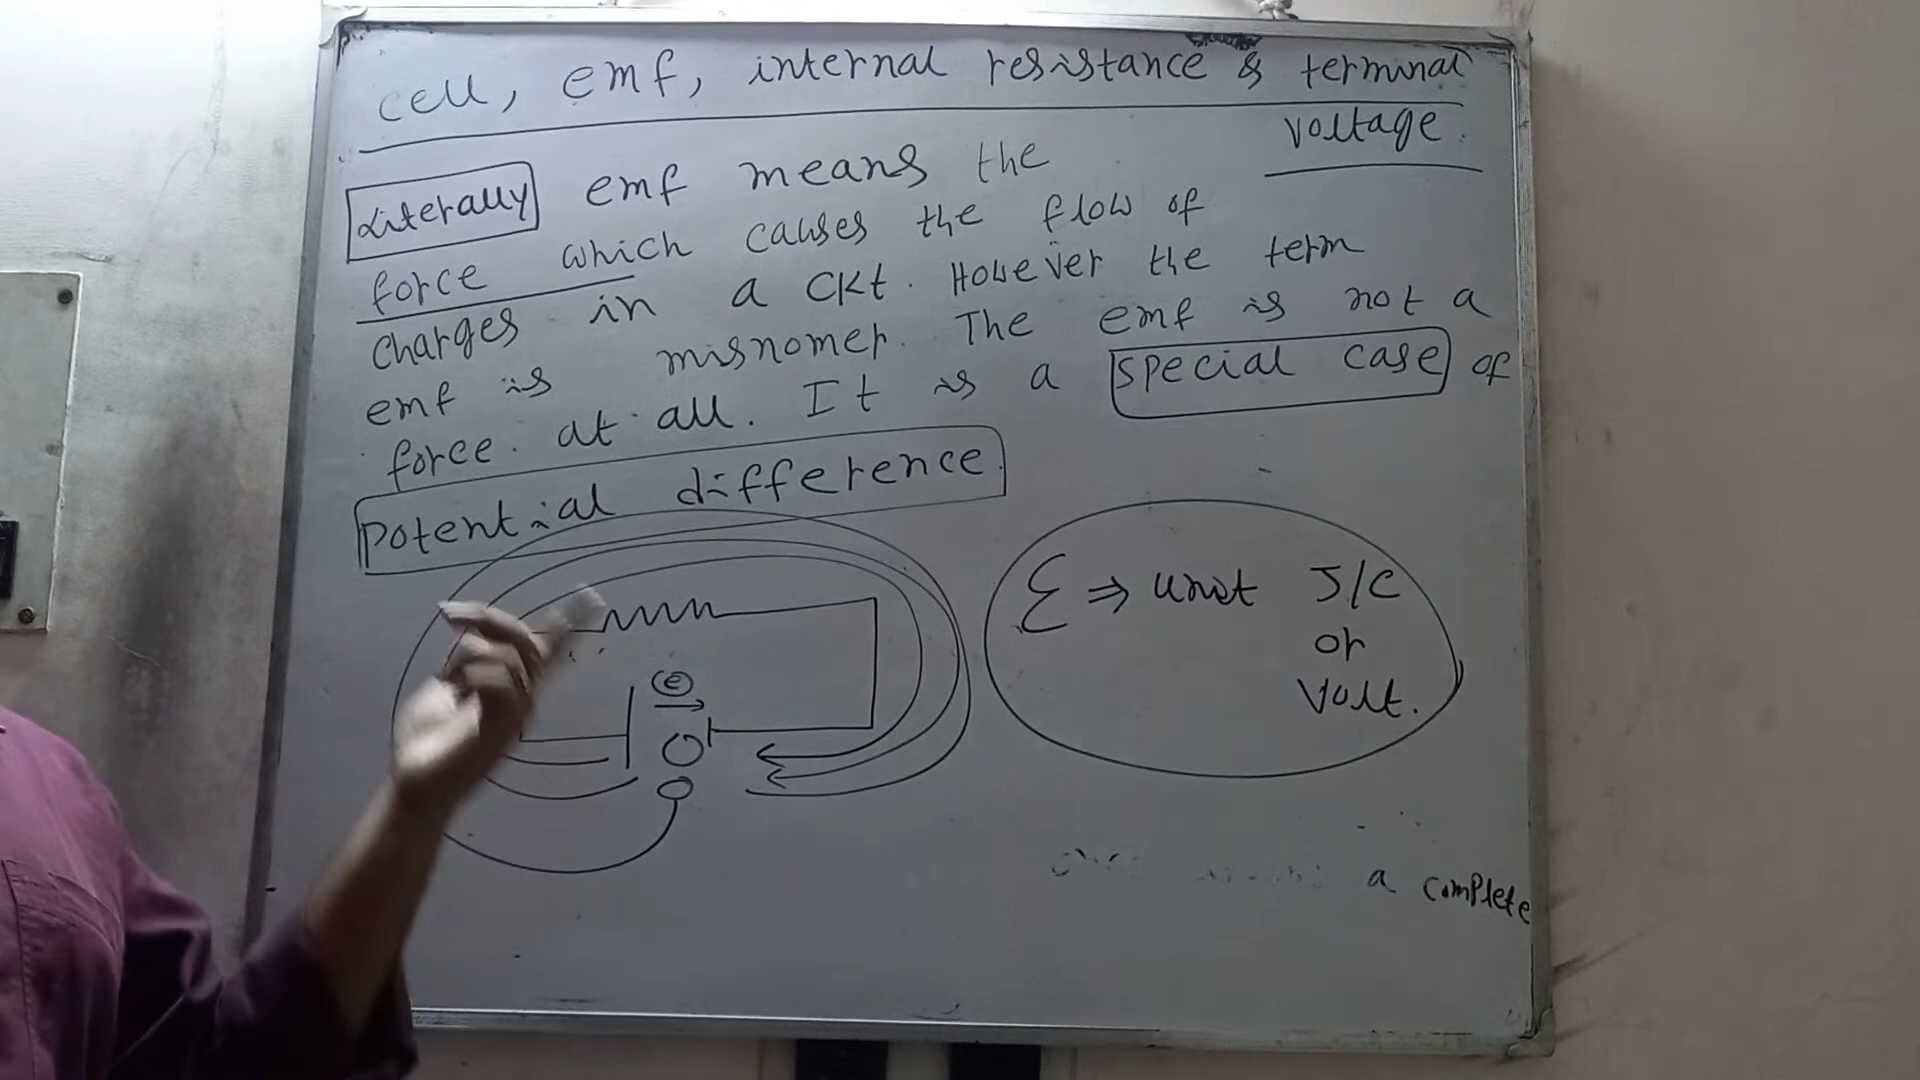 cell, emf, internal resistance & terminal
voltage.
Literally emf means the
force which causes the flow of
charges in a ckt. However the term
emf is misnomer. The emf is not a
force. at all. It is a special case of
potential difference.
ℰ ⇒ unit J/C
or
Volt.
e
a complete